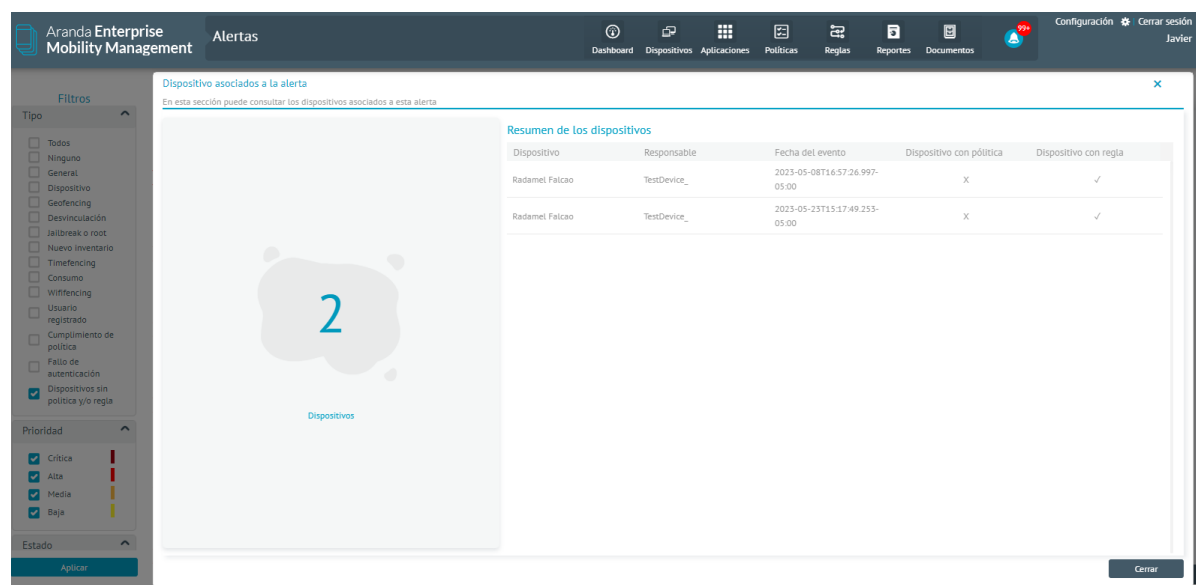 Aranda Enterprise
Mobility Management
Alertas
Dashboard
Dispositivos
Aplicaciones
Políticas
Reglas
Reportes
Documentos
99+
Configuración
Cerrar sesión
Javier
Filtros
Tipo
Todos
Ninguno
General
Dispositivo
Geofencing
Desvinculación
Jailbreak o root
Nuevo inventario
Timefencing
Consumo
Wififencing
Usuario
registrado
Cumplimiento de
política
Fallo de
autenticación
Dispositivos sin
política y/o regla
Prioridad
Crítica
Alta
Media
Baja
Estado
Aplicar
Dispositivo asociados a la alerta
En esta sección puede consultar los dispositivos asociados a esta alerta
2
Dispositivos
Resumen de los dispositivos
Dispositivo Responsable Fecha del evento Dispositivo con pólitica Dispositivo con regla
Radamel Falcao TestDevice_ 2023-05-08T16:57:26.997-
05:00 X ✓
Radamel Falcao TestDevice_ 2023-05-23T15:17:49.253-
05:00 X ✓
Cerrar